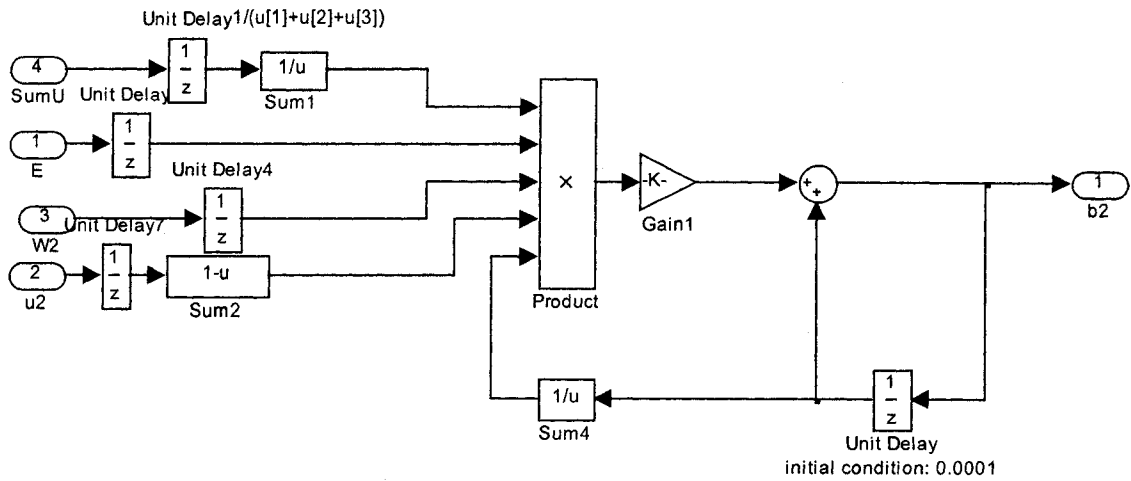 Unit Delay1/(u[1]+u[2]+u[3])
4
SumU
1
z
1/u
Sum1
Unit Delay
1
E
1
z
Unit Delay4
3
W2
Unit Delay7
1
z
2
u2
1
z
1-u
Sum2
×
Product
-K-
Gain1
+
+
1
b2
1/u
Sum4
1
z
Unit Delay
initial condition: 0.0001